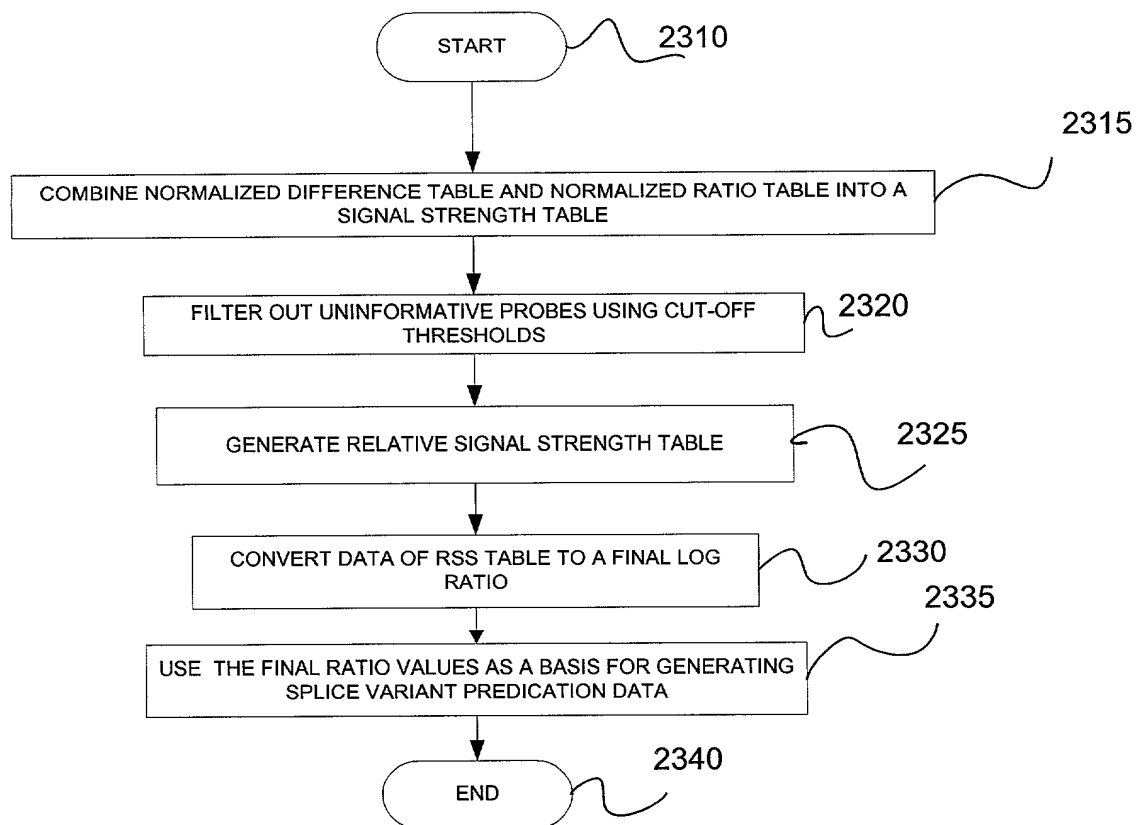 START
2310
2315
COMBINE NORMALIZED DIFFERENCE TABLE AND NORMALIZED RATIO TABLE INTO A
SIGNAL STRENGTH TABLE
FILTER OUT UNINFORMATIVE PROBES USING CUT-OFF
THRESHOLDS
2320
GENERATE RELATIVE SIGNAL STRENGTH TABLE
2325
CONVERT DATA OF RSS TABLE TO A FINAL LOG
RATIO
2330
2335
USE THE FINAL RATIO VALUES AS A BASIS FOR GENERATING
SPLICE VARIANT PREDICATION DATA
2340
END